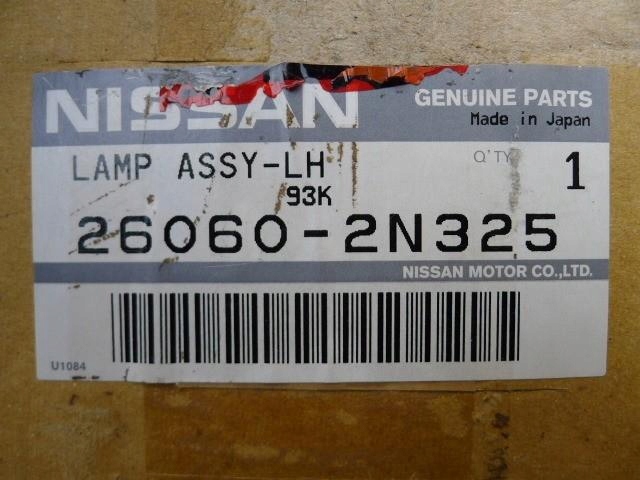 NISSAN
GENUINE PARTS
Made in Japan
LAMP ASSY-LH
Q'TY
1
93K
26060-2N325
NISSAN MOTOR CO.,LTD.
U1084